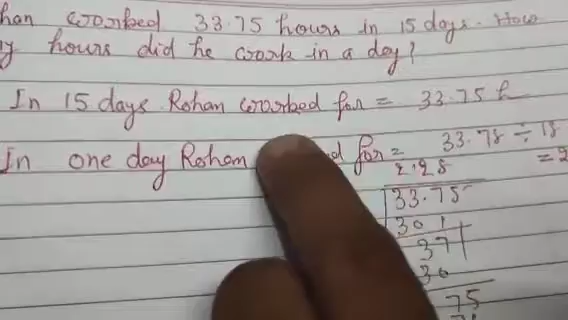 han worked 33.75 hours in 15 days. How
y hours did he work in a day?
In 15 days Rohan worked for = 33.75 h
In one day Rohan d for = 33.75 ÷ 15
= 2
2.25
33.75
30
37
30
75